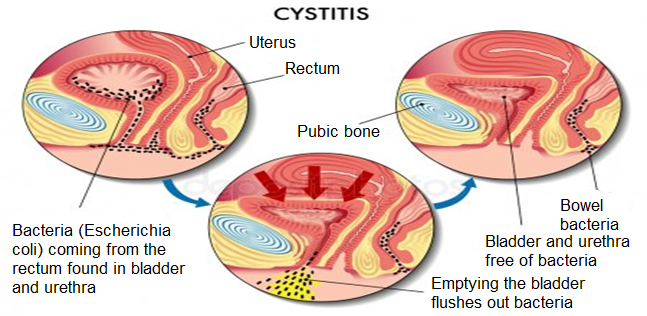 CYSTITIS
Uterus
Rectum
Pubic bone
Bacteria (Escherichia
coli) coming from the
rectum found in bladder
and urethra
Emptying the bladder
flushes out bacteria
Bladder and urethra
free of bacteria
Bowel
bacteria